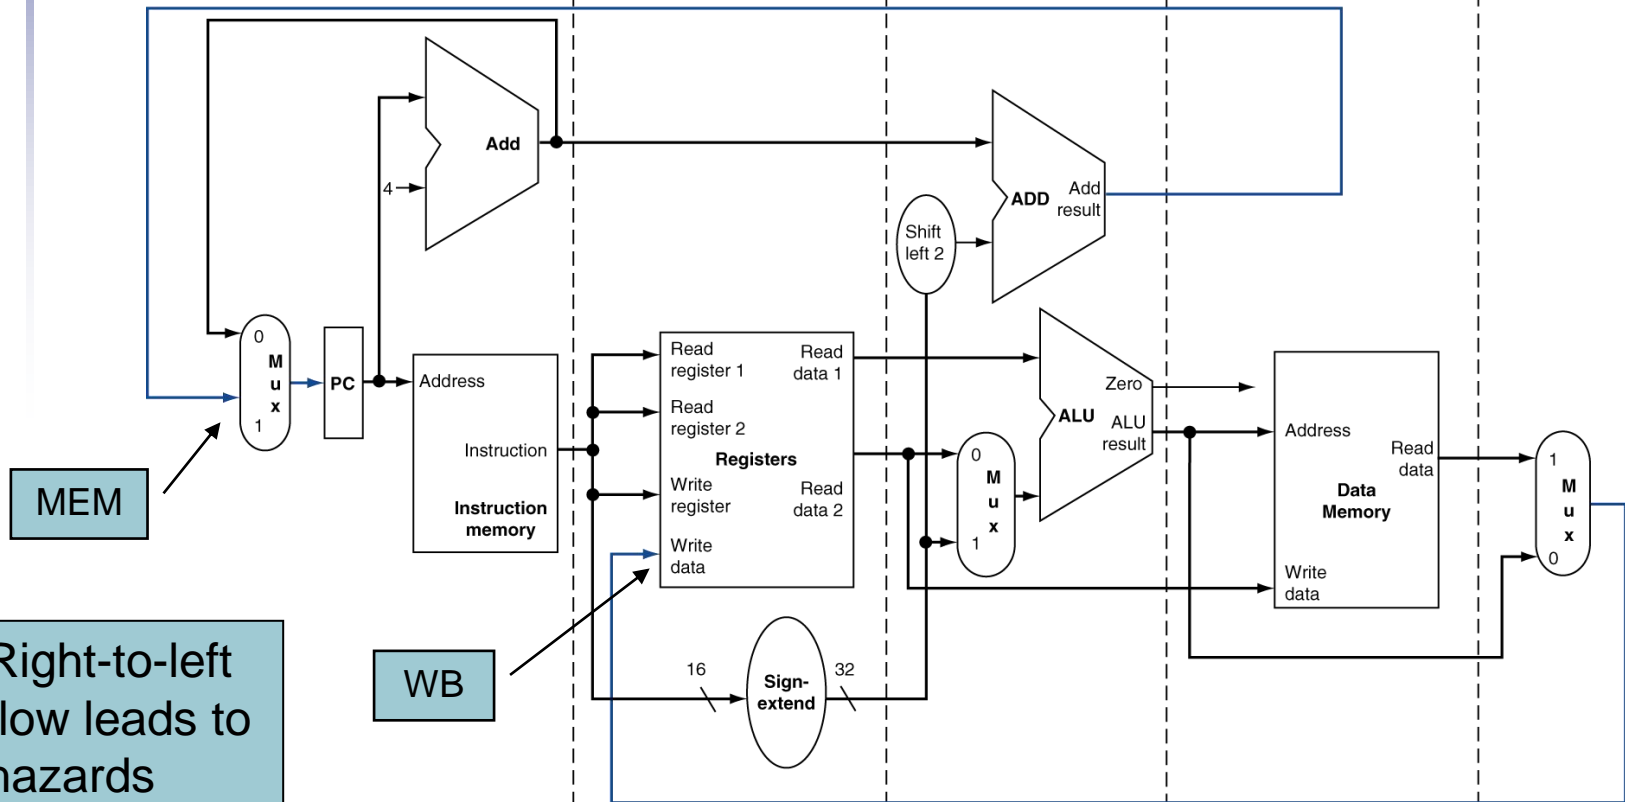 Add
4
ADD
Add
result
Shift
left 2
0
M
u
x
1
PC
Address
Instruction
Instruction
memory
Read
register 1
Read
register 2
Write
register
Write
data
Registers
Read
data 1
Read
data 2
0
M
u
x
1
Zero
ALU
ALU
result
Address
Read
data
Data
Memory
Write
data
1
M
u
x
0
MEM
WB
16
Sign-
extend
32
Right-to-left
low leads to
hazards